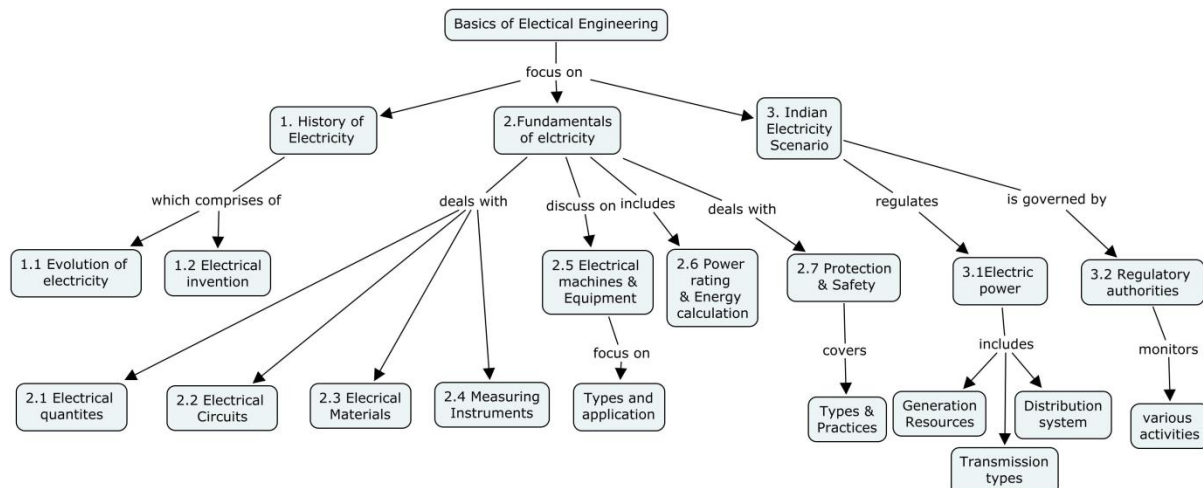 Basics of Electical Engineering
focus on
1. History of
Electricity
2.Fundamentals
of elctricity
3. Indian
Electricity
Scenario
which comprises of
deals with
discuss on
includes
deals with
regulates
is governed by
1.1 Evolution of
electricity
1.2 Electrical
invention
2.5 Electrical
machines &
Equipment
2.6 Power
rating
& Energy
calculation
2.7 Protection
& Safety
3.1Electric
power
3.2 Regulatory
authorities
focus on
covers
includes
monitors
2.1 Electrical
quantites
2.2 Electrical
Circuits
2.3 Elecrical
Materials
2.4 Measuring
Instruments
Types and
application
Types &
Practices
Generation
Resources
Distribution
system
various
activities
Transmission
types